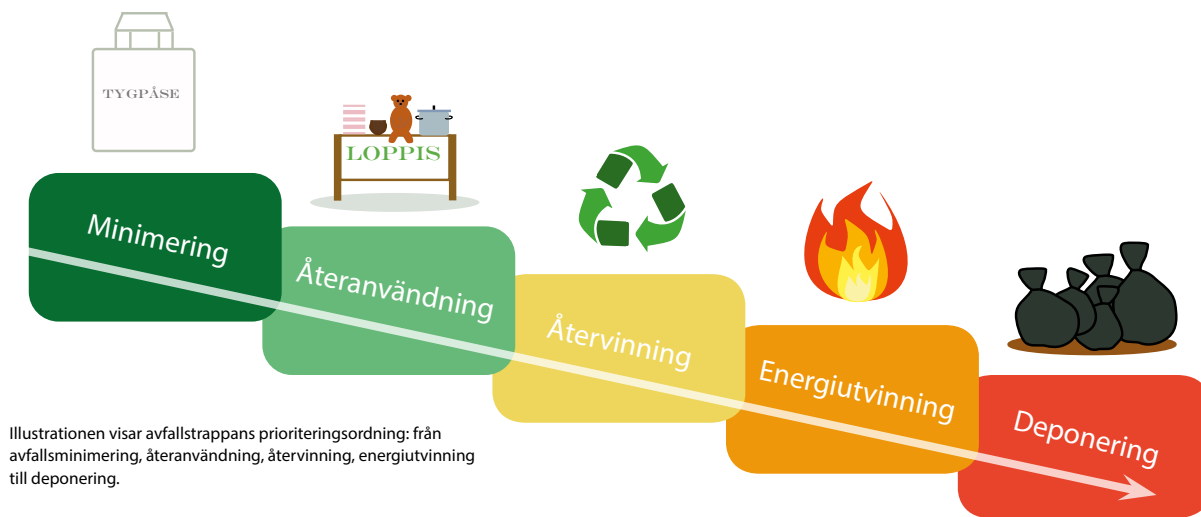 TYGPÅSE
LOPPIS
Minimering
Återanvändning
Återvinning
Energiutvinning
Deponering
Illustrationen visar avfallstrappans prioriteringsordning: från
avfallsminimering, återanvändning, återvinning, energiutvinning
till deponering.